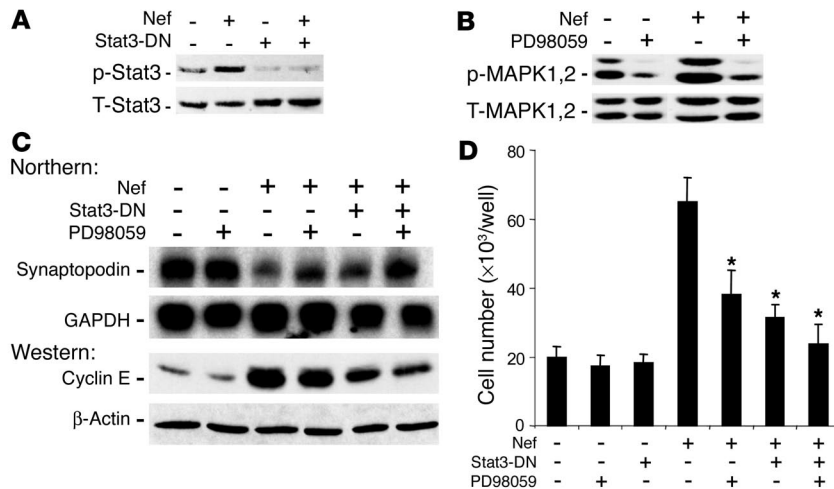 A
Nef - + - +
Stat3-DN - - + +
p-Stat3 -
T-Stat3 -
B
Nef - - + +
PD98059 - + - +
p-MAPK1,2 -
T-MAPK1,2 -
C
Northern:
Nef - - + + + +
Stat3-DN - - - - + +
PD98059 - + - + - +
Synaptopodin -
GAPDH -
Western:
Cyclin E -
β-Actin -
D
Cell number (×10³/well)
80
60
40
20
0
* * *
Nef - - - + + + +
Stat3-DN - - + - - + +
PD98059 - + - - + - +